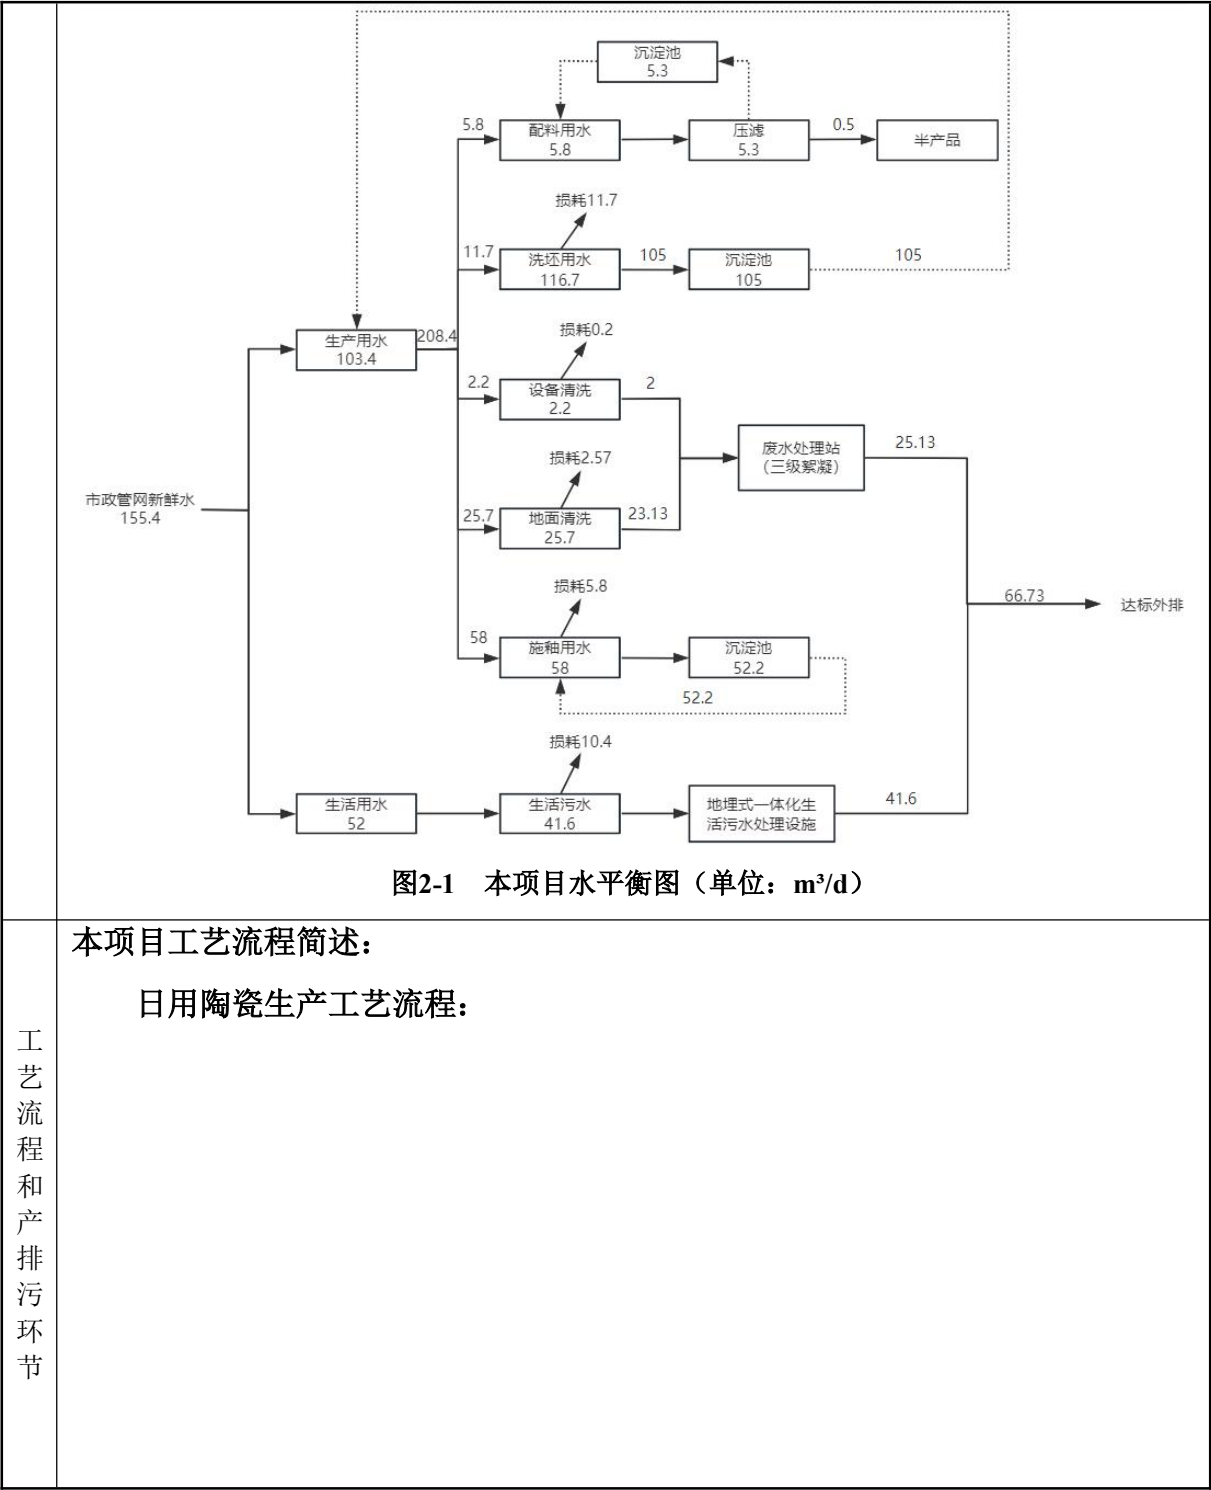 沉淀池
5.3
5.8
配料用水
5.8
压滤
5.3
0.5
半产品
损耗11.7
11.7
洗坯用水
116.7
105
沉淀池
105
105
损耗0.2
生产用水
103.4
208.4
2.2
设备清洗
2.2
2
废水处理站
（三级絮凝）
25.13
损耗2.57
市政管网新鲜水
155.4
25.7
地面清洗
25.7
23.13
损耗5.8
66.73
达标外排
58
施釉用水
58
沉淀池
52.2
52.2
损耗10.4
生活用水
52
生活污水
41.6
地埋式一体化生
活污水处理设施
41.6
图2-1 本项目水平衡图（单位：m³/d）
工艺流程和产排污环节
本项目工艺流程简述：
日用陶瓷生产工艺流程：